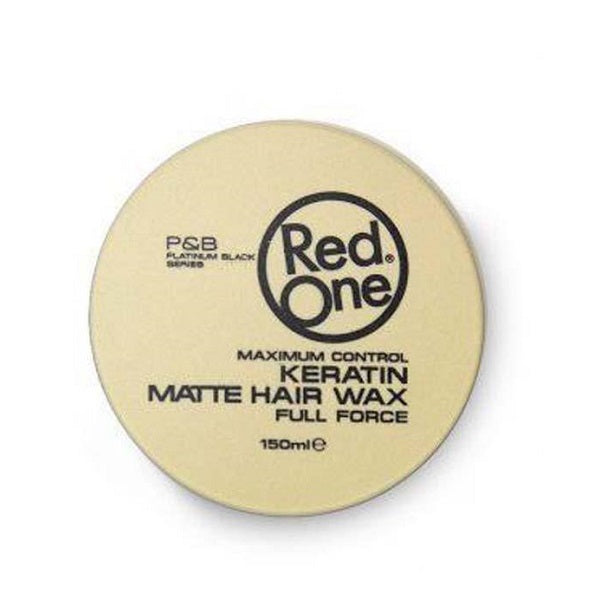 P&B
PLATINUM BLACK
SERIES
Red®
One
MAXIMUM CONTROL
KERATIN
MATTE HAIR WAX
FULL FORCE
150ml℮